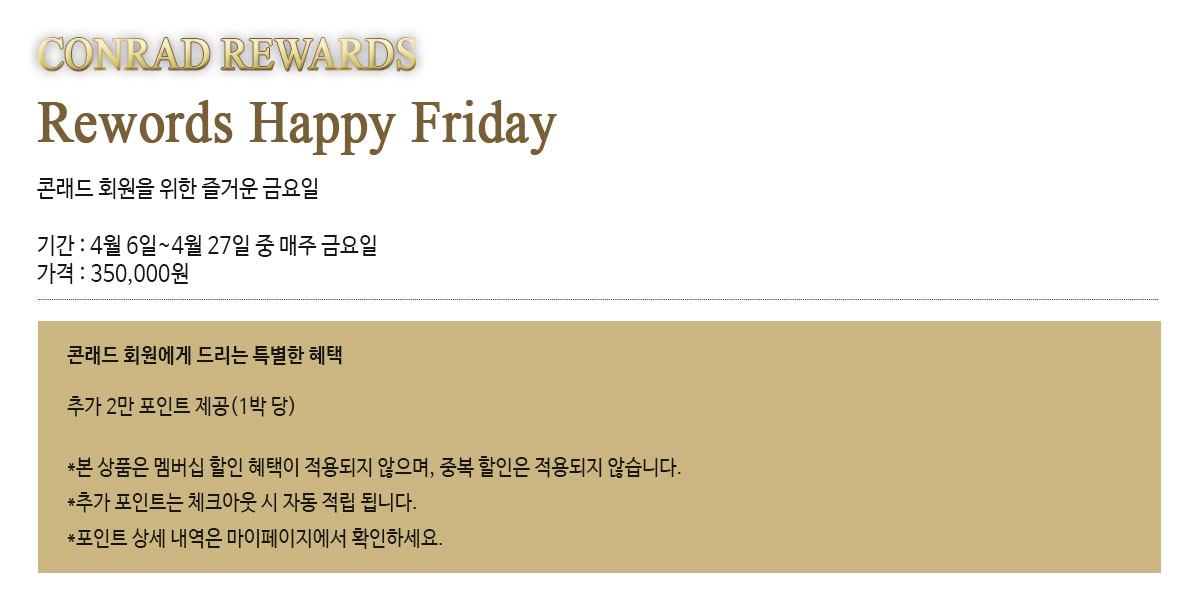 CONRAD REWARDS
Rewords Happy Friday
콘래드 회원을 위한 즐거운 금요일
기간 : 4월 6일~4월 27일 중 매주 금요일
가격 : 350,000원
콘래드 회원에게 드리는 특별한 혜택
추가 2만 포인트 제공(1박 당)
*본 상품은 멤버십 할인 혜택이 적용되지 않으며, 중복 할인은 적용되지 않습니다.
*추가 포인트는 체크아웃 시 자동 적립 됩니다.
*포인트 상세 내역은 마이페이지에서 확인하세요.